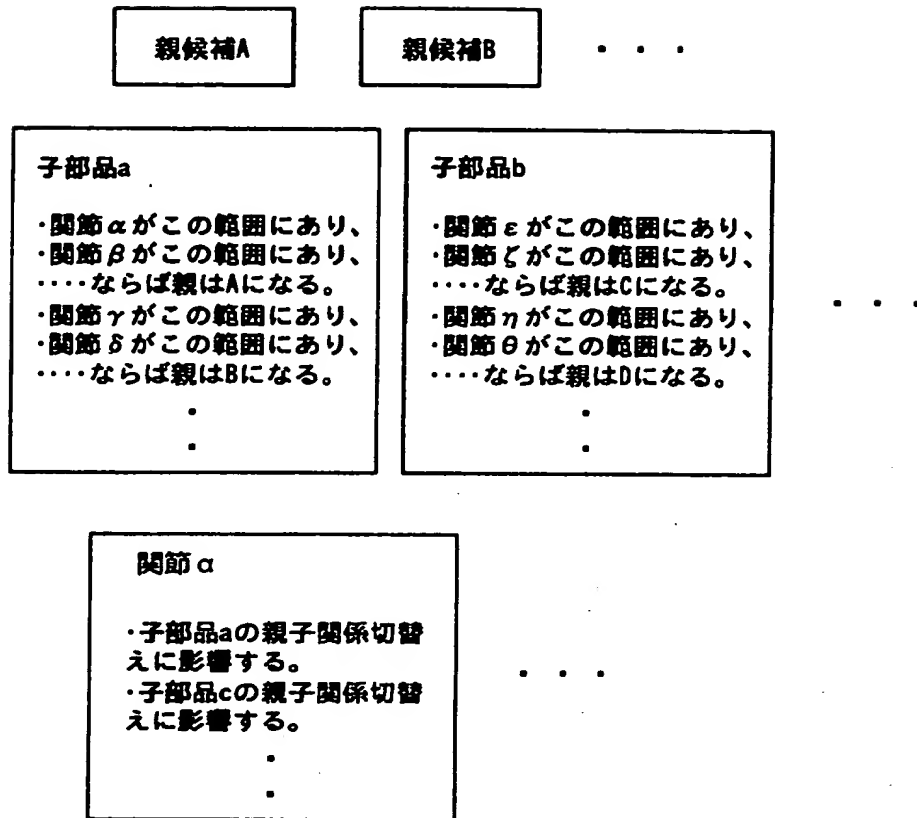 親候補A
親候補B
・・・
子部品a
・関節αがこの範囲にあり、
・関節βがこの範囲にあり、
・・・・ならば親はAになる。
・関節γがこの範囲にあり、
・関節δがこの範囲にあり、
・・・・ならば親はBになる。
・
・
子部品b
・関節εがこの範囲にあり、
・関節ζがこの範囲にあり、
・・・・ならば親はCになる。
・関節ηがこの範囲にあり、
・関節θがこの範囲にあり、
・・・・ならば親はDになる。
・
・
・・・
関節α
・子部品aの親子関係切替
えに影響する。
・子部品cの親子関係切替
えに影響する。
・
・
・・・